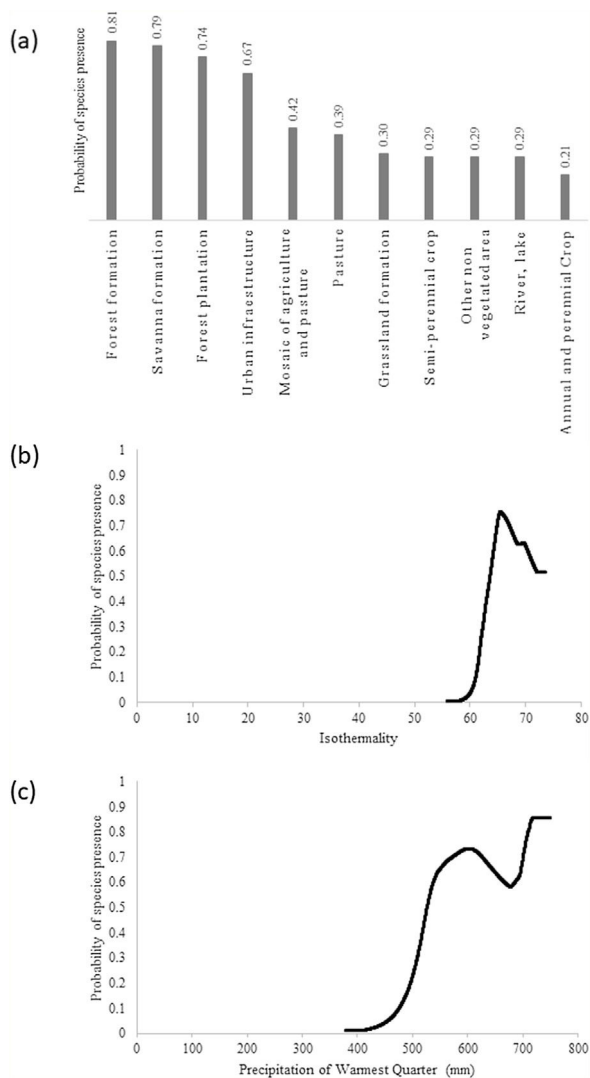 (a)
Probability of species presence
0.81
0.79
0.74
0.67
0.42
0.39
0.30
0.29
0.29
0.29
0.21
Forest formation
Savanna formation
Forest plantation
Urban infraestructure
Mosaic of agriculture
and pasture
Pasture
Grassland formation
Semi-perennial crop
Other non
vegetated area
River, lake
Annual and perennial Crop
(b)
Probability of species presence
1
0.9
0.8
0.7
0.6
0.5
0.4
0.3
0.2
0.1
0
0 10 20 30 40 50 60 70 80
Isothermality
(c)
Probability of species presence
1
0.9
0.8
0.7
0.6
0.5
0.4
0.3
0.2
0.1
0
0 100 200 300 400 500 600 700 800
Precipitation of Warmest Quarter (mm)